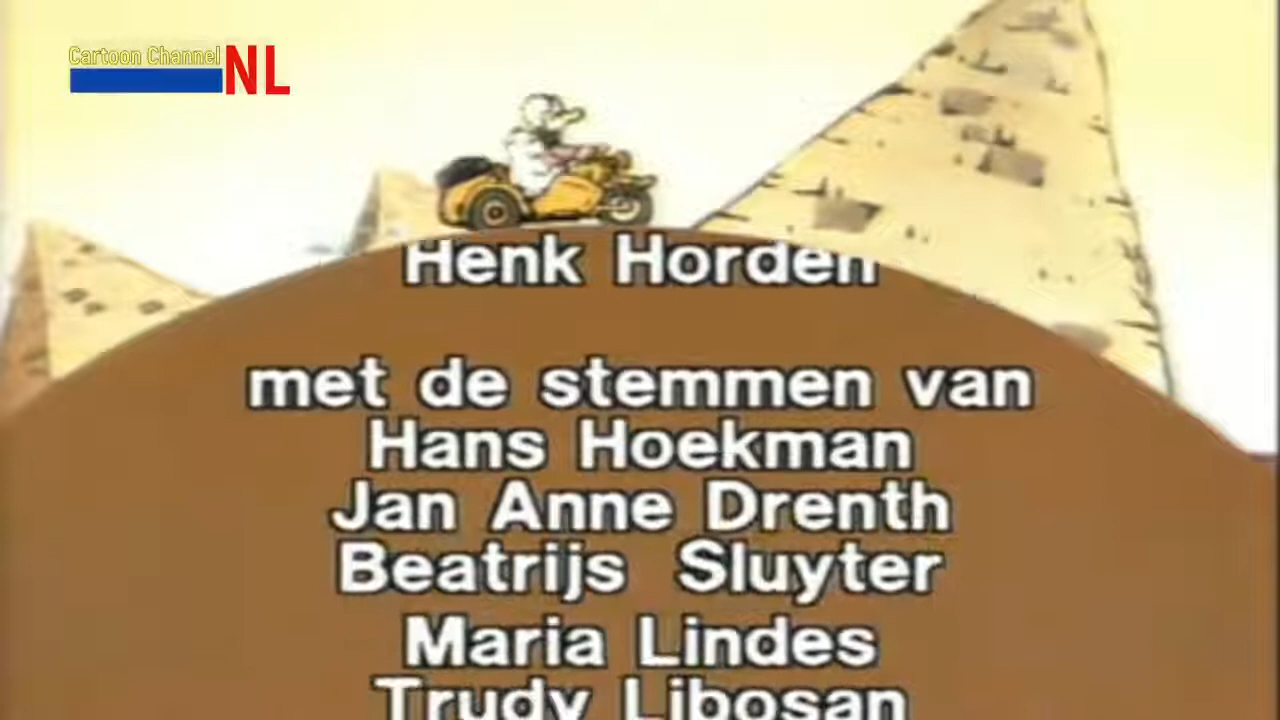 Cartoon Channel NL
Henk Horden
met de stemmen van
Hans Hoekman
Jan Anne Drenth
Beatrijs Sluyter
Maria Lindes
Trudy Libosan